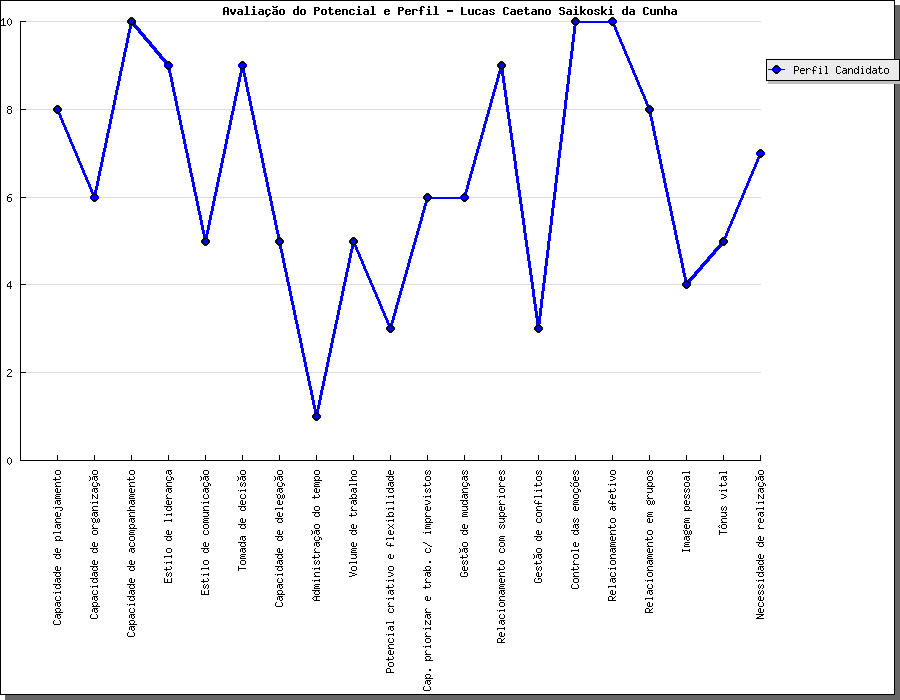 Avaliação do Potencial e Perfil - Lucas Caetano Saikoski da Cunha
10
8
6
4
2
0
Perfil Candidato
Capacidade de planejamento
Capacidade de organização
Capacidade de acompanhamento
Estilo de liderança
Estilo de comunicação
Tomada de decisão
Capacidade de delegação
Administração do tempo
Volume de trabalho
Potencial criativo e flexibilidade
Cap. priorizar e trab. c/ imprevistos
Gestão de mudanças
Relacionamento com superiores
Gestão de conflitos
Controle das emoções
Relacionamento afetivo
Relacionamento em grupos
Imagem pessoal
Tônus vital
Necessidade de realização